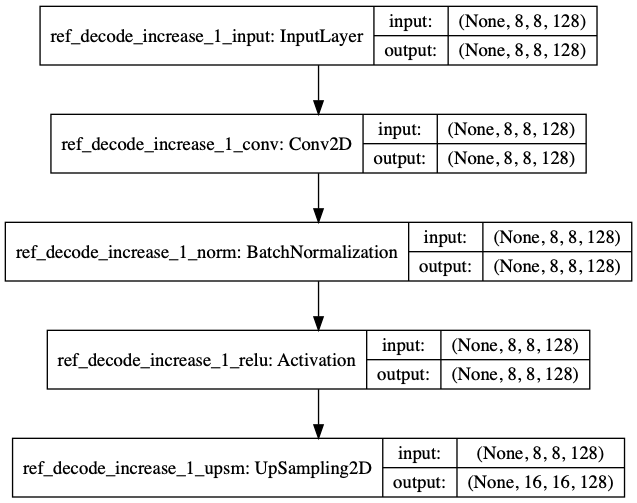 ref_decode_increase_1_input: InputLayer
input: (None, 8, 8, 128)
output: (None, 8, 8, 128)
ref_decode_increase_1_conv: Conv2D
input: (None, 8, 8, 128)
output: (None, 8, 8, 128)
ref_decode_increase_1_norm: BatchNormalization
input: (None, 8, 8, 128)
output: (None, 8, 8, 128)
ref_decode_increase_1_relu: Activation
input: (None, 8, 8, 128)
output: (None, 8, 8, 128)
ref_decode_increase_1_upsm: UpSampling2D
input: (None, 8, 8, 128)
output: (None, 16, 16, 128)